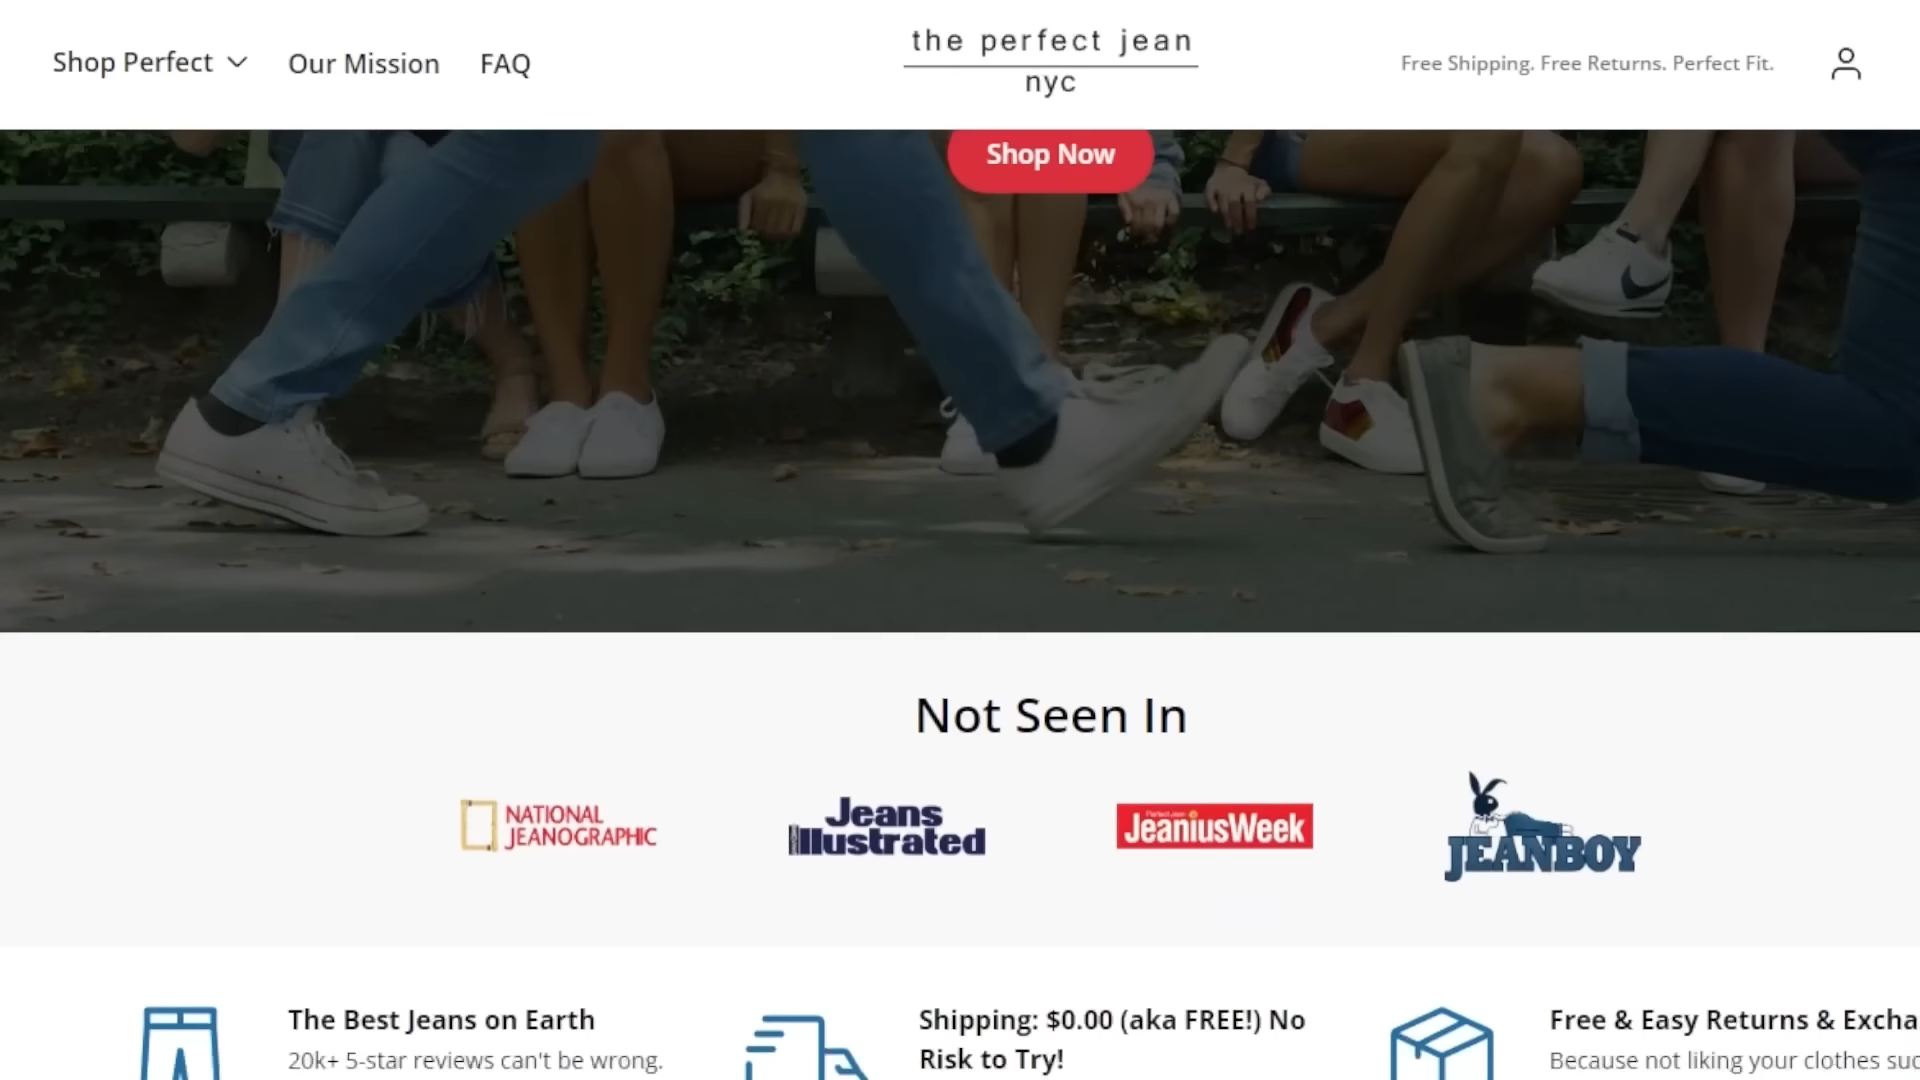 Shop Perfect
Our Mission
FAQ
the perfect jean
nyc
Free Shipping. Free Returns. Perfect Fit.
Shop Now
Not Seen In
NATIONAL
JEANOGRAPHIC
Jeans
Illustrated
JeaniusWeek
JEANBOY
The Best Jeans on Earth
20k+ 5-star reviews can't be wrong.
Shipping: $0.00 (aka FREE!) No
Risk to Try!
Free & Easy Returns & Excha
Because not liking your clothes suc